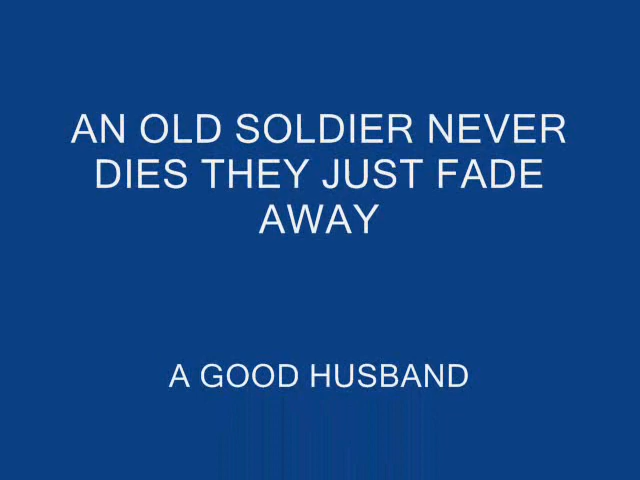 AN OLD SOLDIER NEVER
DIES THEY JUST FADE
AWAY
A GOOD HUSBAND